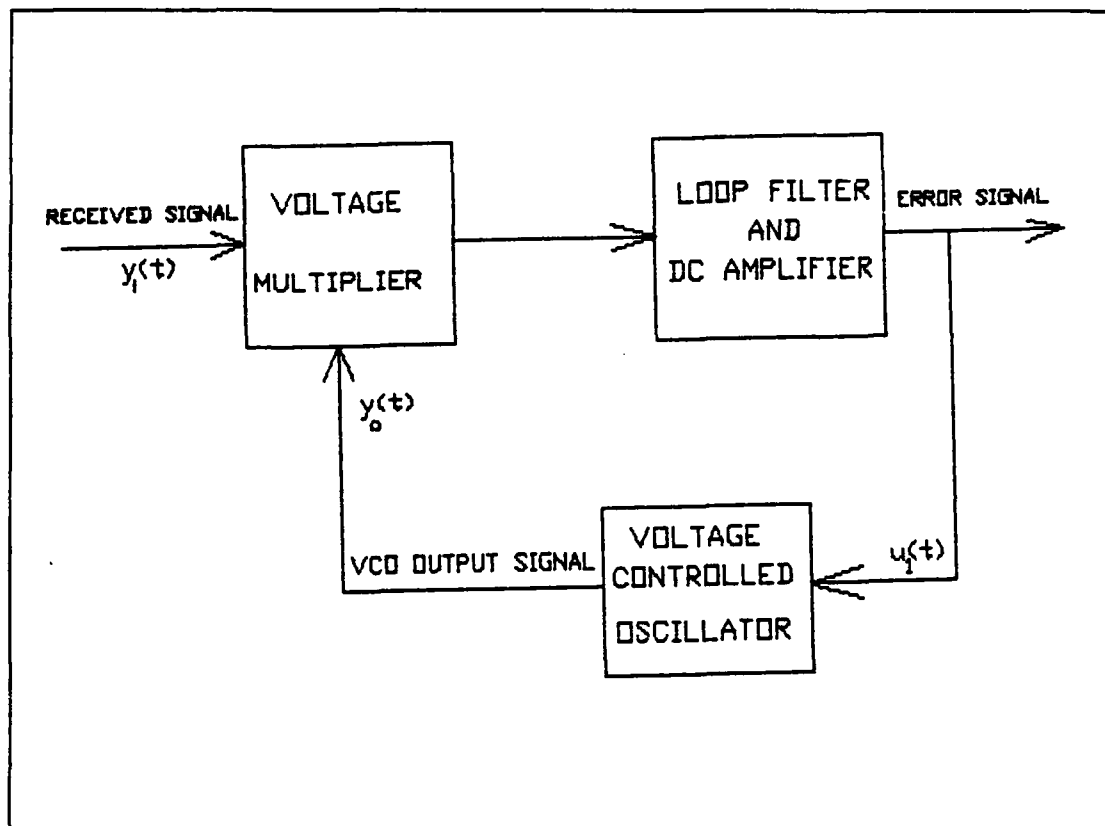 RECEIVED SIGNAL
y₁(t)
VOLTAGE
MULTIPLIER
LOOP FILTER
AND
DC AMPLIFIER
ERROR SIGNAL
y₀(t)
VCO OUTPUT SIGNAL
VOLTAGE
CONTROLLED
OSCILLATOR
u₁(t)